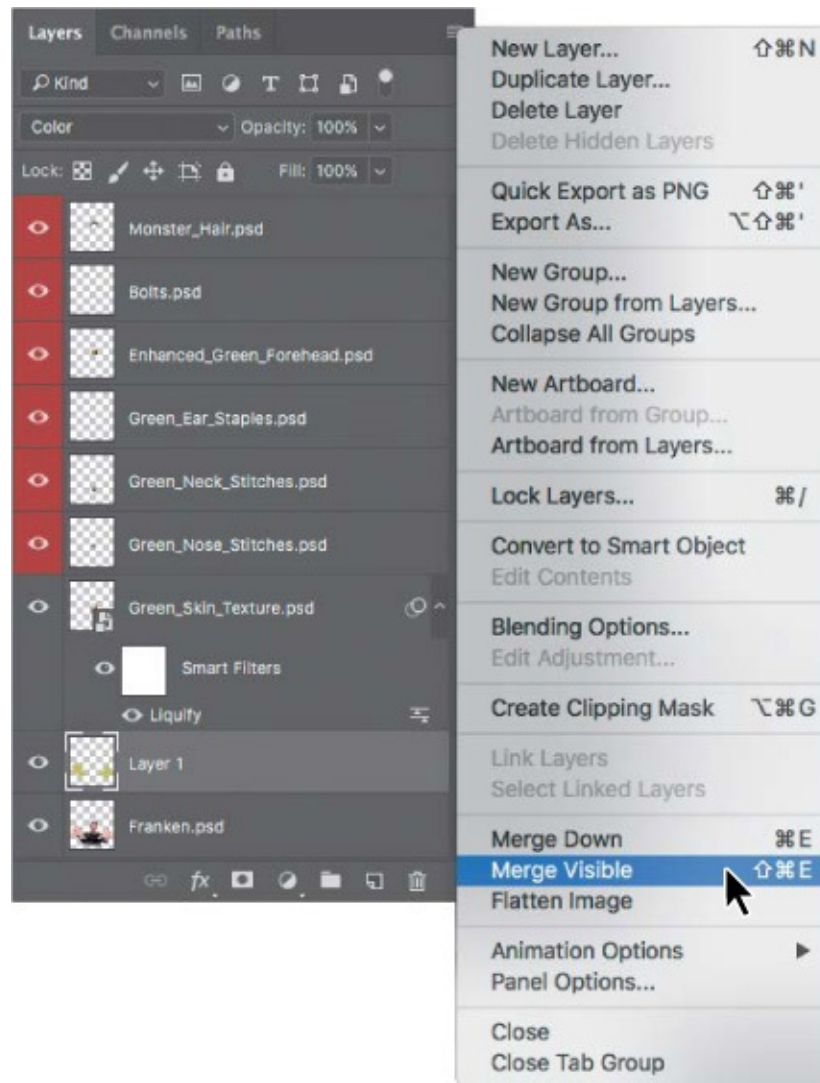 Layers Channels Paths
Kind T
Color Opacity: 100%
Lock: Fill: 100%
Monster_Hair.psd
Bolts.psd
Enhanced_Green_Forehead.psd
Green_Ear_Staples.psd
Green_Neck_Stitches.psd
Green_Nose_Stitches.psd
Green_Skin_Texture.psd
Smart Filters
Liquify
Layer 1
Franken.psd
fx
New Layer... ⇧⌘N
Duplicate Layer...
Delete Layer
Delete Hidden Layers
Quick Export as PNG ⇧⌘'
Export As... ⌥⇧⌘'
New Group...
New Group from Layers...
Collapse All Groups
New Artboard...
Artboard from Group...
Artboard from Layers...
Lock Layers... ⌘/
Convert to Smart Object
Edit Contents
Blending Options...
Edit Adjustment...
Create Clipping Mask ⌥⌘G
Link Layers
Select Linked Layers
Merge Down ⌘E
Merge Visible ⇧⌘E
Flatten Image
Animation Options
Panel Options...
Close
Close Tab Group